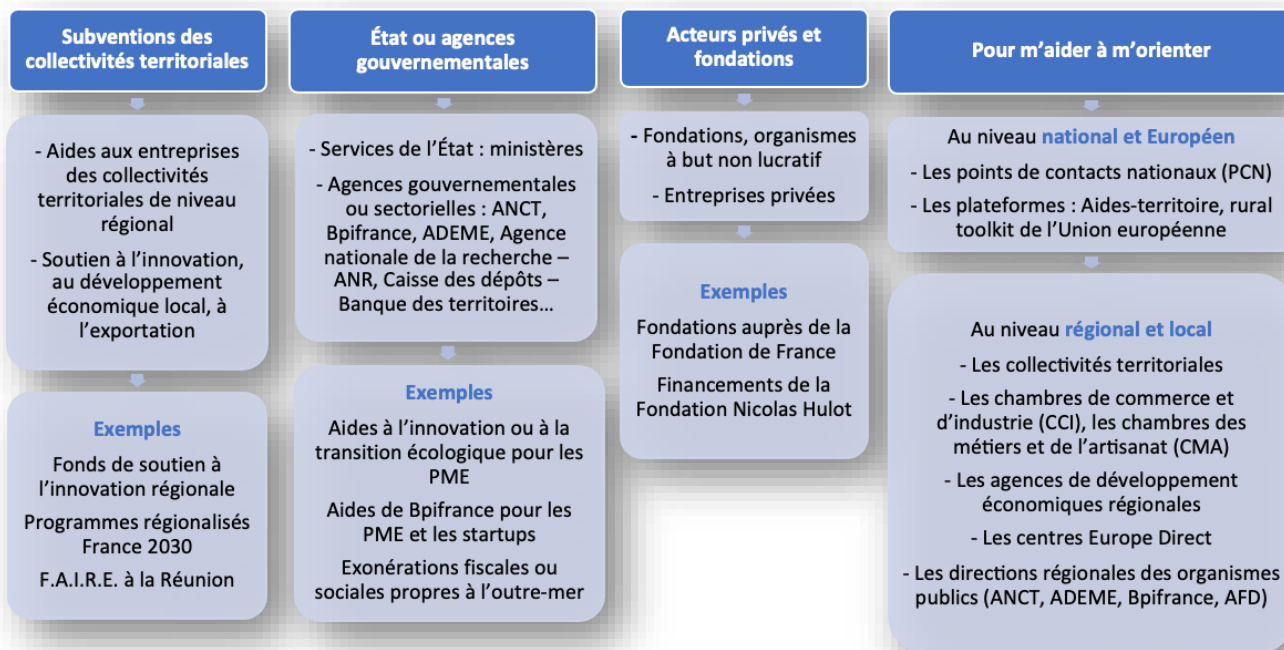 Subventions des
collectivités territoriales
- Aides aux entreprises
des collectivités
territoriales de niveau
régional
- Soutien à l'innovation,
au développement
économique local, à
l'exportation
Exemples
Fonds de soutien à
l'innovation régionale
Programmes régionalisés
France 2030
F.A.I.R.E. à la Réunion
État ou agences
gouvernementales
- Services de l'État : ministères
- Agences gouvernementales
ou sectorielles : ANCT,
Bpifrance, ADEME, Agence
nationale de la recherche –
ANR, Caisse des dépôts –
Banque des territoires…
Exemples
Aides à l'innovation ou à la
transition écologique pour les
PME
Aides de Bpifrance pour les
PME et les startups
Exonérations fiscales ou
sociales propres à l'outre-mer
Acteurs privés et
fondations
- Fondations, organismes
à but non lucratif
- Entreprises privées
Exemples
Fondations auprès de la
Fondation de France
Financements de la
Fondation Nicolas Hulot
Pour m'aider à m'orienter
Au niveau national et Européen
- Les points de contacts nationaux (PCN)
- Les plateformes : Aides-territoire, rural
toolkit de l'Union européenne
Au niveau régional et local
- Les collectivités territoriales
- Les chambres de commerce et
d'industrie (CCI), les chambres des
métiers et de l'artisanat (CMA)
- Les agences de développement
économiques régionales
- Les centres Europe Direct
- Les directions régionales des organismes
publics (ANCT, ADEME, Bpifrance, AFD)